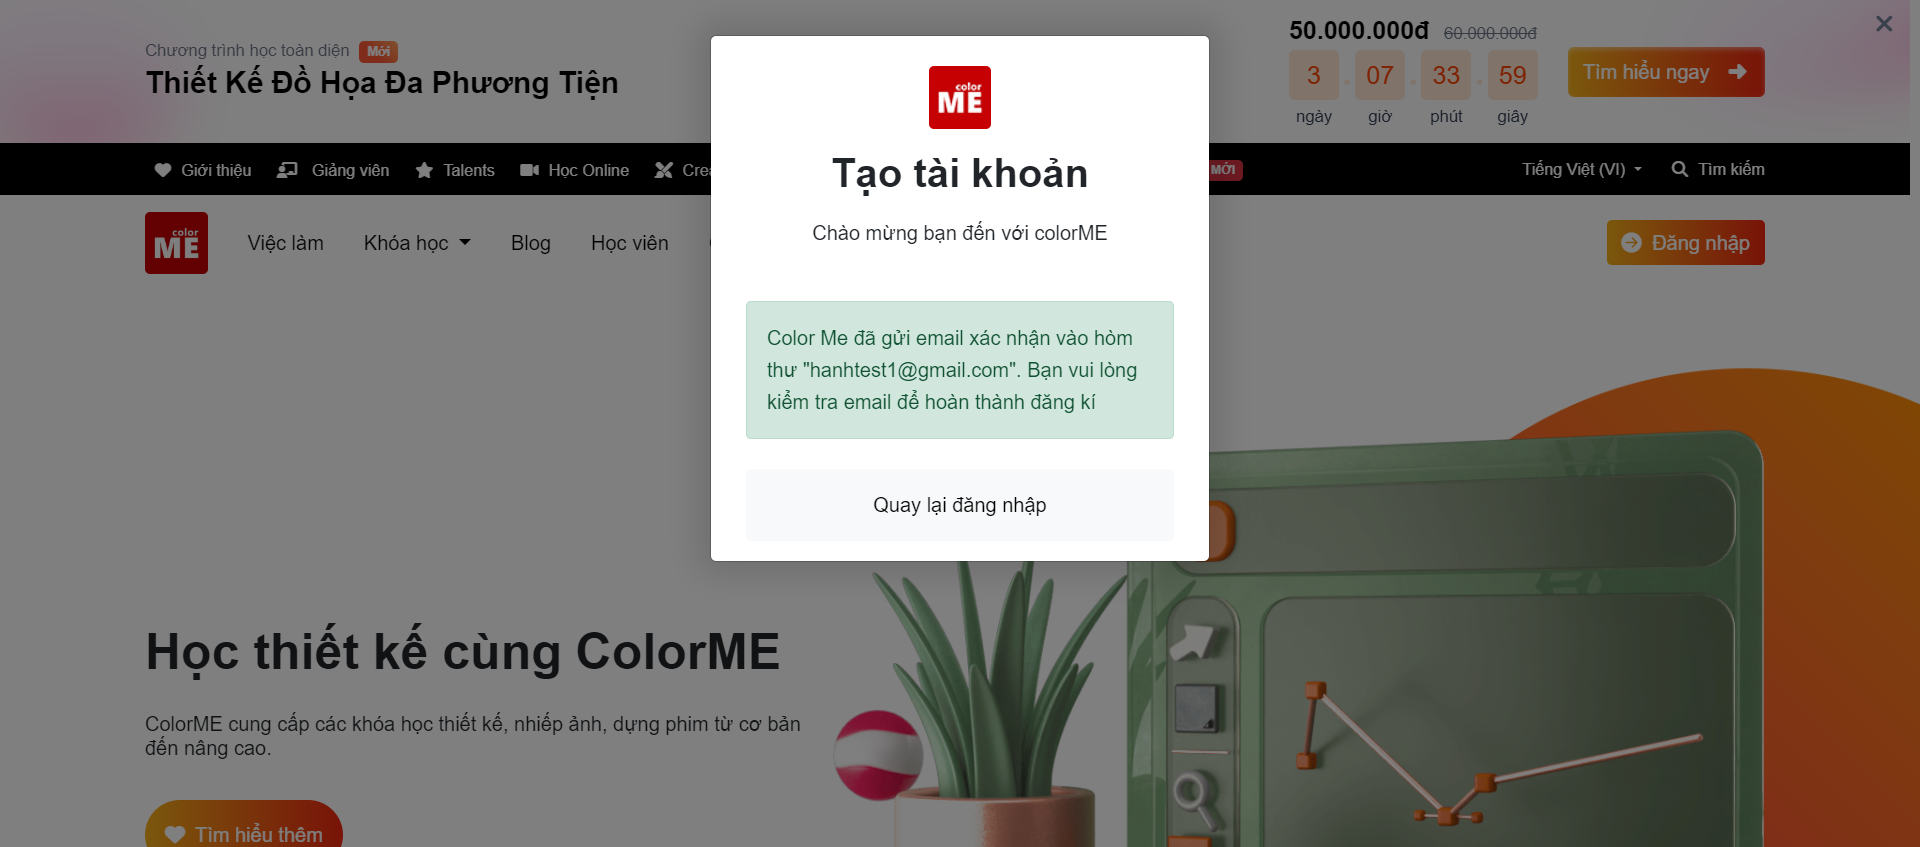 Chương trình học toàn diện Mới
Thiết Kế Đồ Họa Đa Phương Tiện
50.000.000đ 60.000.000đ
3 07 33 59
ngày giờ phút giây
Tìm hiểu ngay
Giới thiệu Giảng viên Talents Học Online MỚI Tiếng Việt (VI) Tìm kiếm
color
ME
Việc làm Khóa học Blog Học viên Đăng nhập
color
ME
Tạo tài khoản
Chào mừng bạn đến với colorME
Color Me đã gửi email xác nhận vào hòm
thư "hanhtest1@gmail.com". Bạn vui lòng
kiểm tra email để hoàn thành đăng kí
Quay lại đăng nhập
Học thiết kế cùng ColorME
ColorME cung cấp các khóa học thiết kế, nhiếp ảnh, dựng phim từ cơ bản
đến nâng cao.
Tìm hiểu thêm